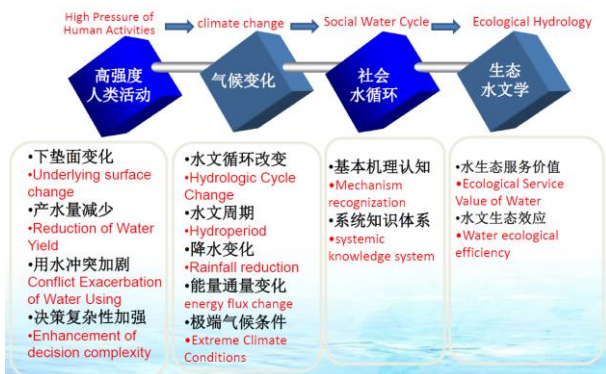 High Pressure of
Human Activities
climate change
Social Water Cycle
Ecological Hydrology
高强度
人类活动
气候变化
社会
水循环
生态
水文学
•下垫面变化
•Underlying surface
change
•产水量减少
•Reduction of Water
Yield
•用水冲突加剧
Conflict Exacerbation
of Water Using
•决策复杂性加强
•Enhancement of
decision complexity
•水文循环改变
•Hydrologic Cycle
Change
•水文周期
•Hydroperiod
•降水变化
•Rainfall reduction
•能量通量变化
energy flux change
•极端气候条件
•Extreme Climate
Conditions
•基本机理认知
•Mechanism
recognization
•系统知识体系
•systemic
knowledge system
•水生态服务价值
•Ecological Service
Value of Water
•水文生态效应
•Water ecological
efficiency